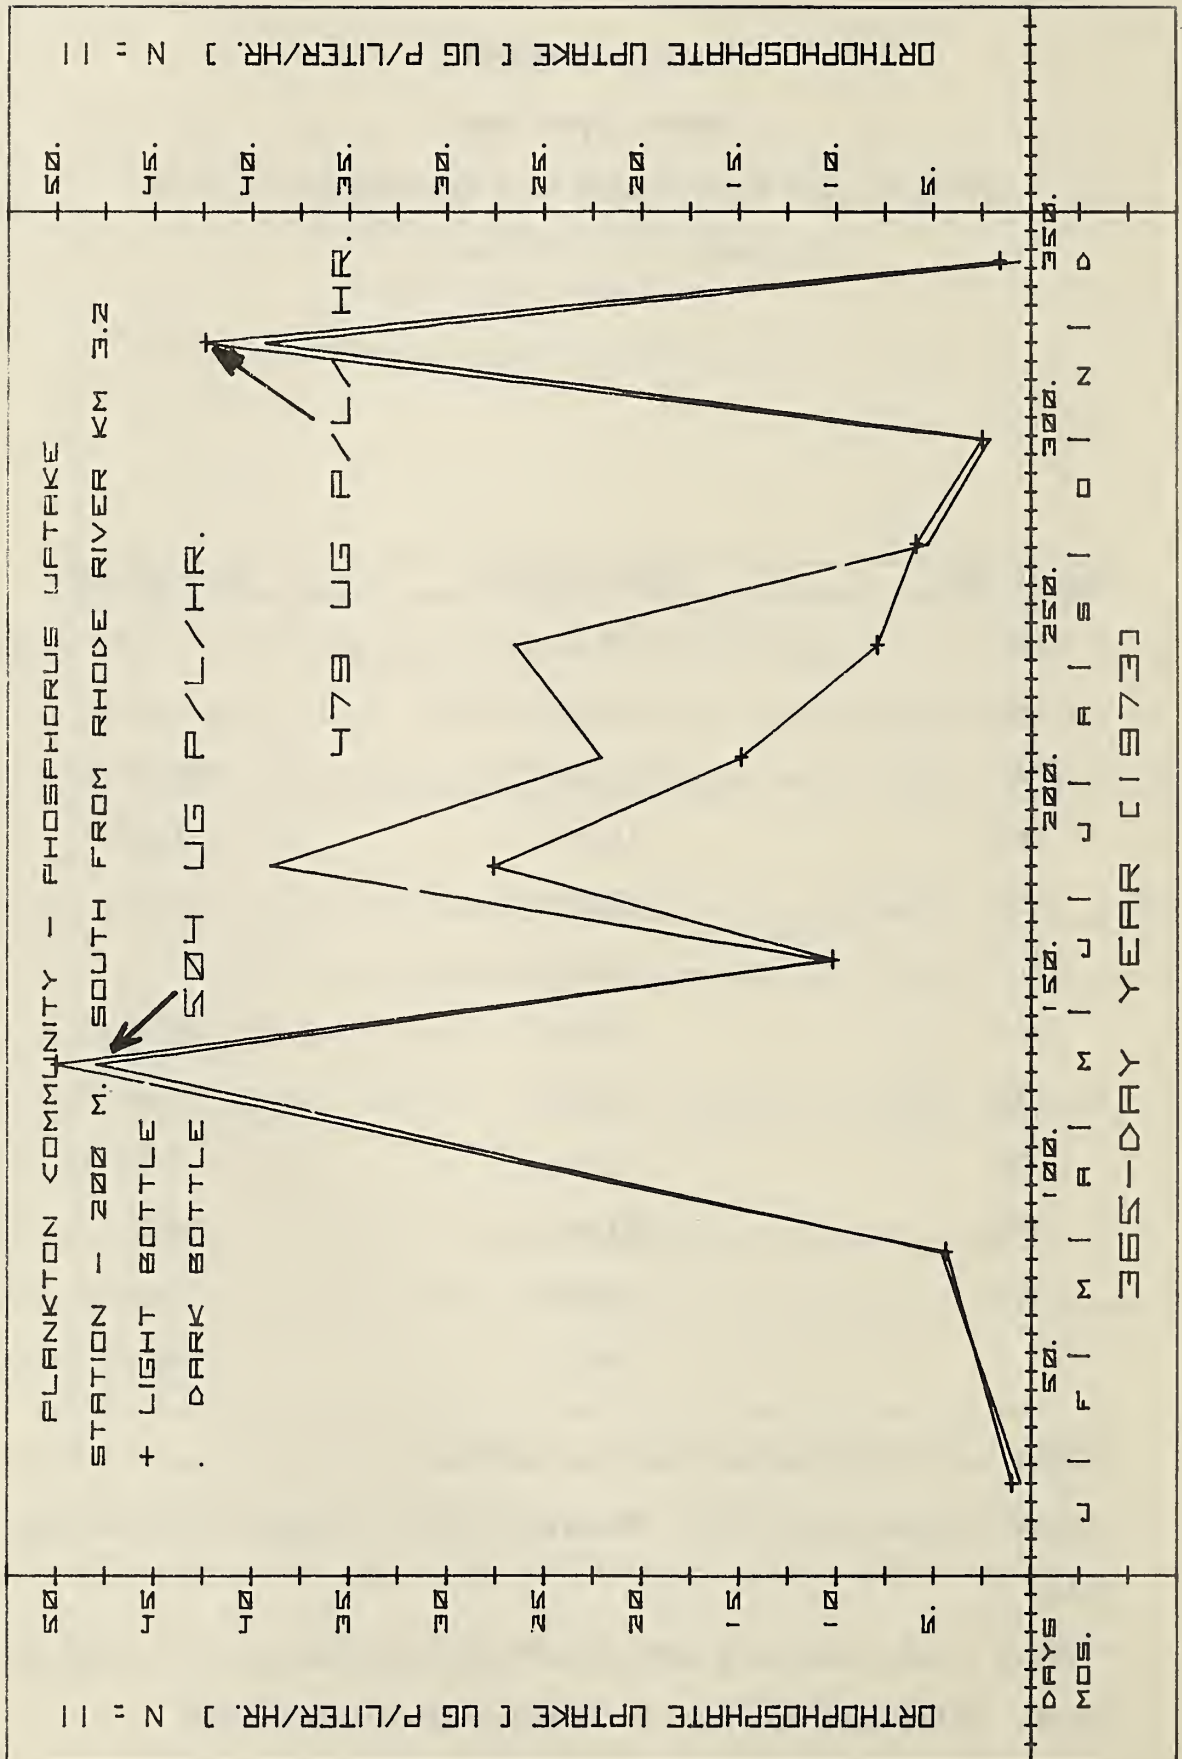 PLANKTON COMMUNITY - PHOSPHORUS UPTAKE
STATION - 200 M. SOUTH FROM RHODE RIVER KM 3.2
+ LIGHT BOTTLE
. DARK BOTTLE
504 UG P/L/HR.
479 UG P/L/HR.
ORTHOPHOSPHATE UPTAKE [ UG P/LITER/HR. ] N = 11
50.
45.
40.
35.
30.
25.
20.
15.
10.
5.
ORTHOPHOSPHATE UPTAKE [ UG P/LITER/HR. ] N = 11
50.
45.
40.
35.
30.
25.
20.
15.
10.
5.
DAYS 50. 100. 150. 200. 250. 300. 350.
MOS. J | F | M | A | M | J | J | A | S | O | N | D
365-DAY YEAR [1973]